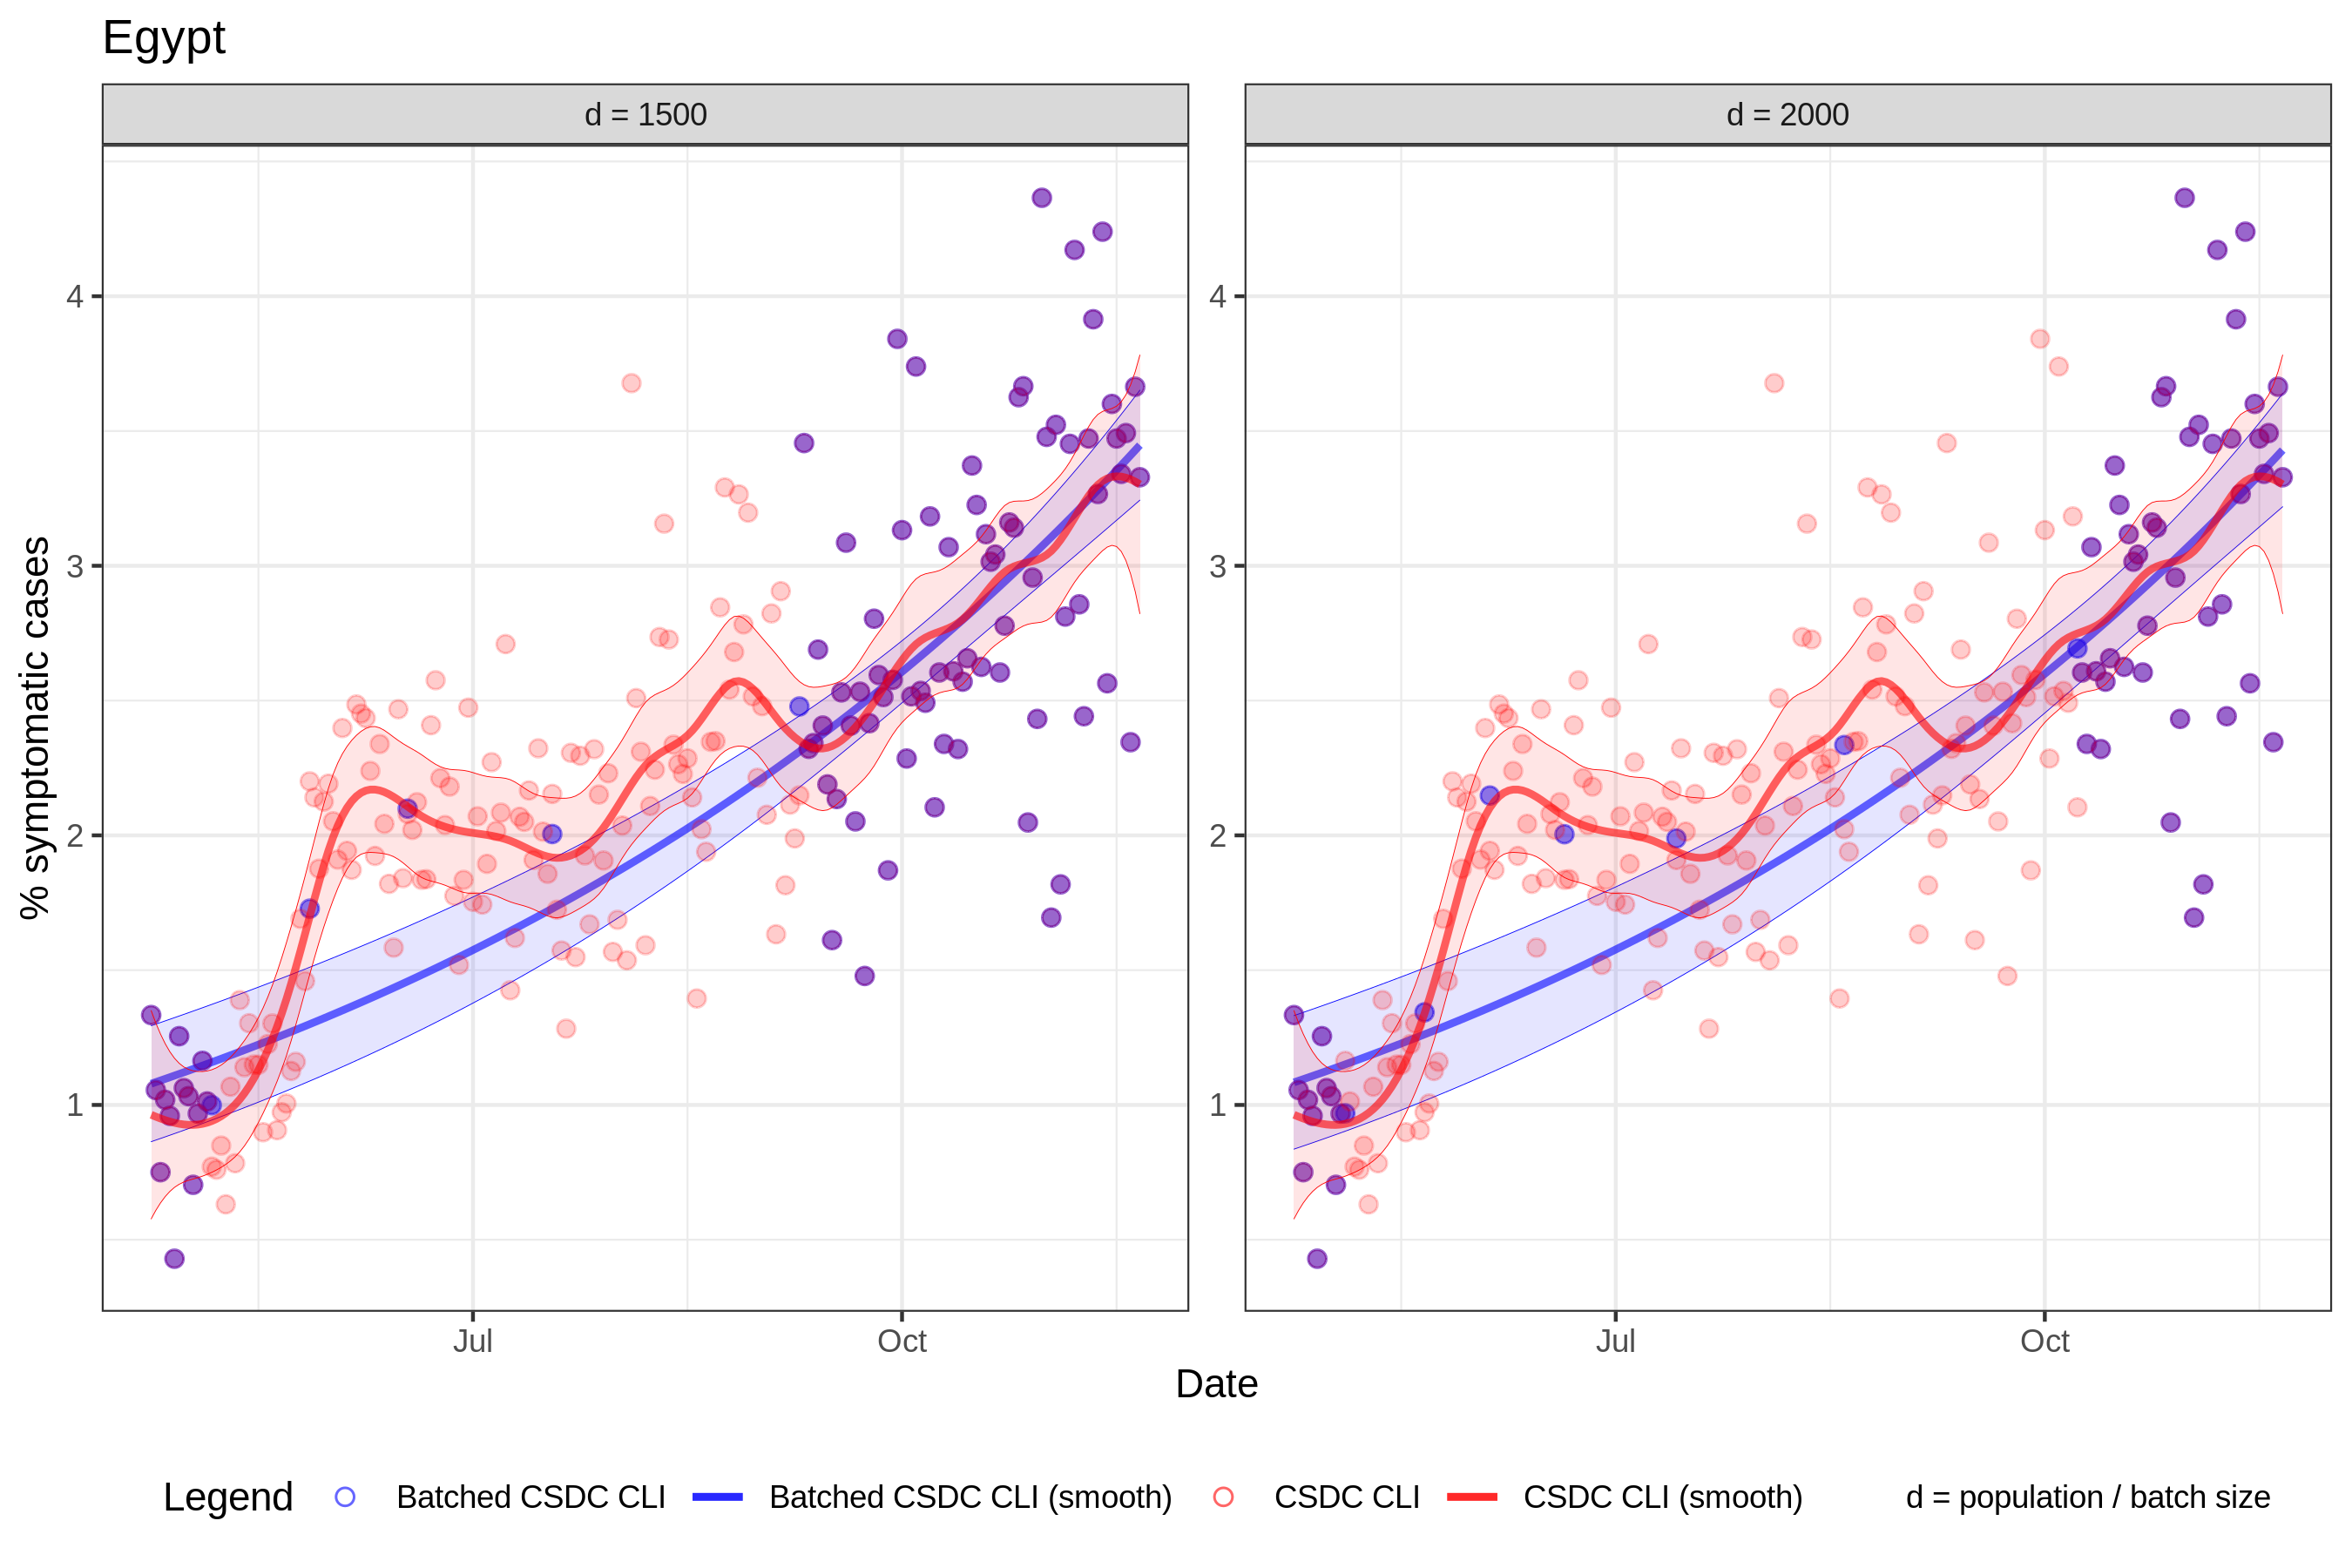 Egypt
d = 1500
d = 2000
% symptomatic cases
4
3
2
1
4
3
2
1
Jul
Oct
Jul
Oct
Date
Legend
Batched CSDC CLI
Batched CSDC CLI (smooth)
CSDC CLI
CSDC CLI (smooth)
d = population / batch size